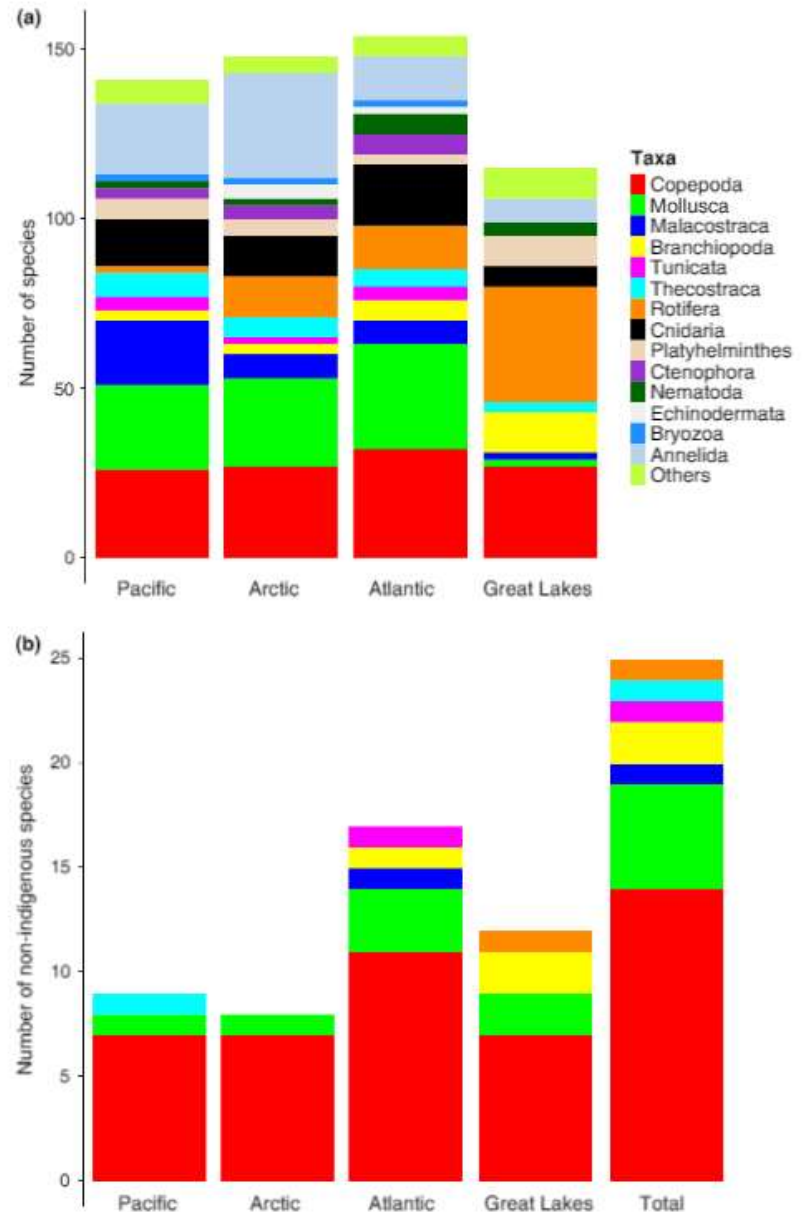 (a)
150
100
50
0
Number of species
Pacific
Arctic
Atlantic
Great Lakes
Taxa
Copepoda
Mollusca
Malacostraca
Branchiopoda
Tunicata
Thecostraca
Rotifera
Cnidaria
Platyhelminthes
Ctenophora
Nematoda
Echinodermata
Bryozoa
Annelida
Others
(b)
25
20
15
10
5
0
Number of non-indigenous species
Pacific
Arctic
Atlantic
Great Lakes
Total